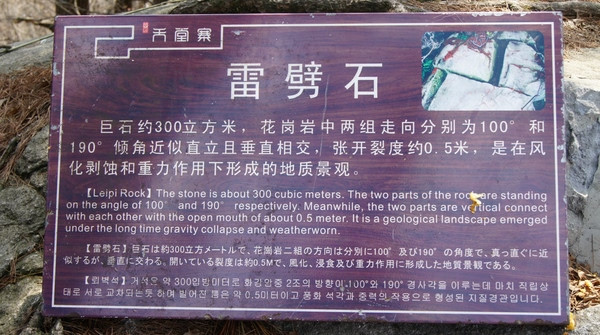 天堂寨
雷劈石
巨石约300立方米，花岗岩中两组走向分别为100°和
190°倾角近似直立且垂直相交，张开裂度约0.5米，是在风
化剥蚀和重力作用下形成的地质景观。
【Leipi Rock】The stone is about 300 cubic meters. The two parts of the rock are standing
on the angle of 100° and 190° respectively. Meanwhile, the two parts are vertical connect
with each other with the open mouth of about 0.5 meter. It is a geological landscape emerged
under the long time gravity collapse and weatherworn.
【雷劈石】巨石は約300立方メートルで、花崗岩二組の方向は分別に100°及び190°の角度で、真っ直ぐに近
似するが、垂直に交わる。開いている裂度は約0.5Mで、風化、浸食及び重力作用に形成した地質景観である。
거석은 약 300입방미터로 화강암중 2조의 방향이 100°와 190° 경사각을 이루는데 마치 직립상
태로 서로 교차되는듯 하며 벌어진 틈은 약 0.5미터이고 풍화 석각과 중력의 작용으로 형성된 지질경관입니다.